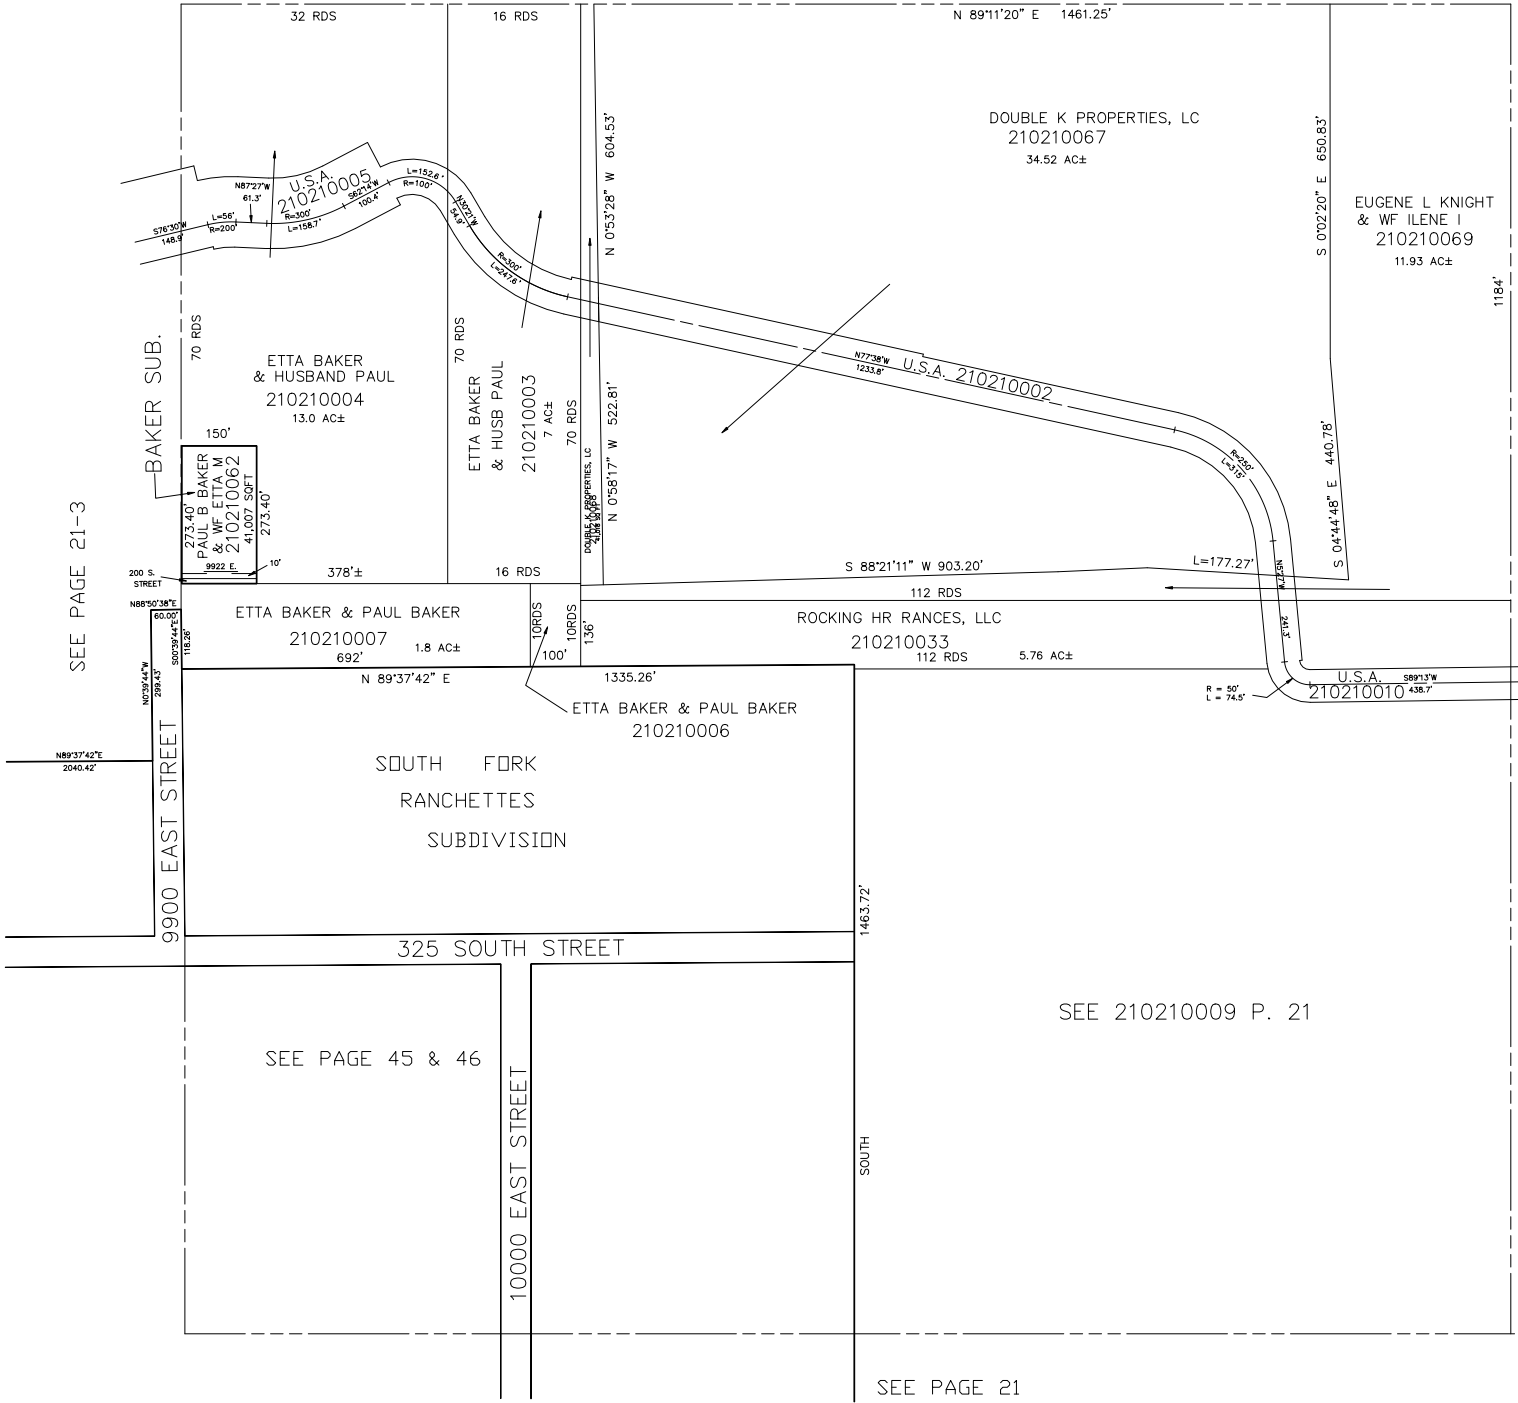 32 RDS
16 RDS
N 89°11'20" E 1461.25'
DOUBLE K PROPERTIES, LC
210210067
34.52 AC±
N 0°53'28" W 604.53'
S 0°02'20" E 650.83'
EUGENE L KNIGHT
& WF ILENE I
210210069
11.93 AC±
1184'
U.S.A.
210210005
N87°27'W
61.3'
S76°30'W
148.9'
L=56'
R=200'
R=300'
L=158.7'
S62°14'W
100.4'
L=152.6'
R=100'
N30°21'W
54.9'
R=300'
L=247.6'
70 RDS
BAKER SUB.
ETTA BAKER
& HUSBAND PAUL
210210004
13.0 AC±
70 RDS
ETTA BAKER
& HUSB PAUL
210210003
7 AC±
70 RDS
N 0°58'17" W 522.81'
DOUBLE K PROPERTIES, LC
210210068
N77°38'W
1233.8'
U.S.A. 210210002
R=250'
L=315'
S 04°44'48" E 440.78'
150'
273.40'
PAUL B BAKER
& WF ETTA M
210210062
41,007 SQFT
273.40'
9922 E.
10'
200 S.
STREET
SEE PAGE 21-3
378'±
16 RDS
S 88°21'11" W 903.20'
L=177.27'
N5°27'W
241.3'
112 RDS
N88°50'38"E
60.00'
S00°39'44"E
118.26'
N0°39'44"W
299.43'
ETTA BAKER & PAUL BAKER
210210007
1.8 AC±
692'
10RDS
10RDS
136'
100'
ROCKING HR RANCES, LLC
210210033
112 RDS
5.76 AC±
N 89°37'42" E
1335.26'
ETTA BAKER & PAUL BAKER
210210006
R = 50'
L = 74.5'
U.S.A.
210210010
S89°13'W
438.7'
N89°37'42"E
2040.42'
9900 EAST STREET
SOUTH FORK
RANCHETTES
SUBDIVISION
1463.72'
325 SOUTH STREET
SEE 210210009 P. 21
SEE PAGE 45 & 46
10000 EAST STREET
SOUTH
SEE PAGE 21